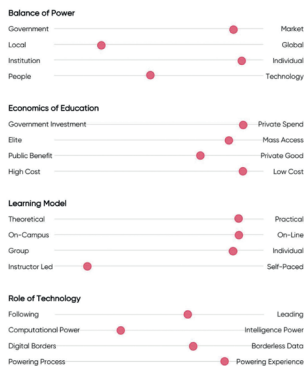 Balance of Power
Government Market
Local Global
Institution Individual
People Technology
Economics of Education
Government Investment Private Spend
Elite Mass Access
Public Benefit Private Good
High Cost Low Cost
Learning Model
Theoretical Practical
On-Campus On-Line
Group Individual
Instructor Led Self-Paced
Role of Technology
Following Leading
Computational Power Intelligence Power
Digital Borders Borderless Data
Powering Process Powering Experience